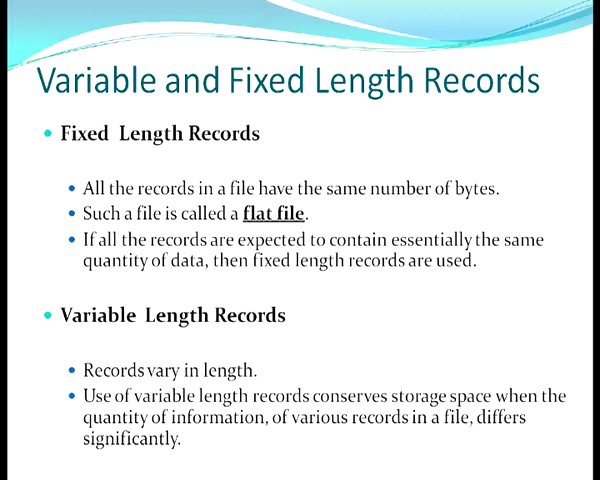 Variable and Fixed Length Records
Fixed Length Records
All the records in a file have the same number of bytes.
Such a file is called a flat file.
If all the records are expected to contain essentially the same
quantity of data, then fixed length records are used.
Variable Length Records
Records vary in length.
Use of variable length records conserves storage space when the
quantity of information, of various records in a file, differs
significantly.